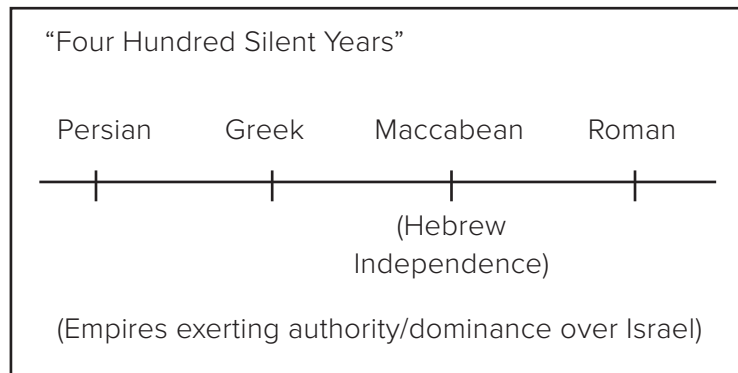 “Four Hundred Silent Years”
Persian Greek Maccabean Roman
(Hebrew
Independence)
(Empires exerting authority/dominance over Israel)